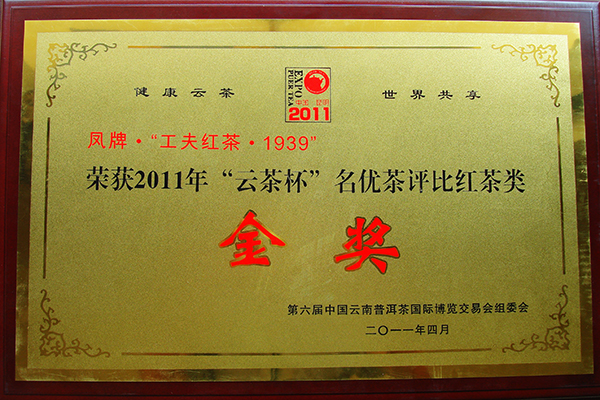 健康云茶
EXPO
PUER TEA
中国·昆明
2011
世界共享
凤牌·“工夫红茶·1939”
荣获2011年“云茶杯”名优茶评比红茶类
金奖
第六届中国云南普洱茶国际博览交易会组委会
二〇一一年四月